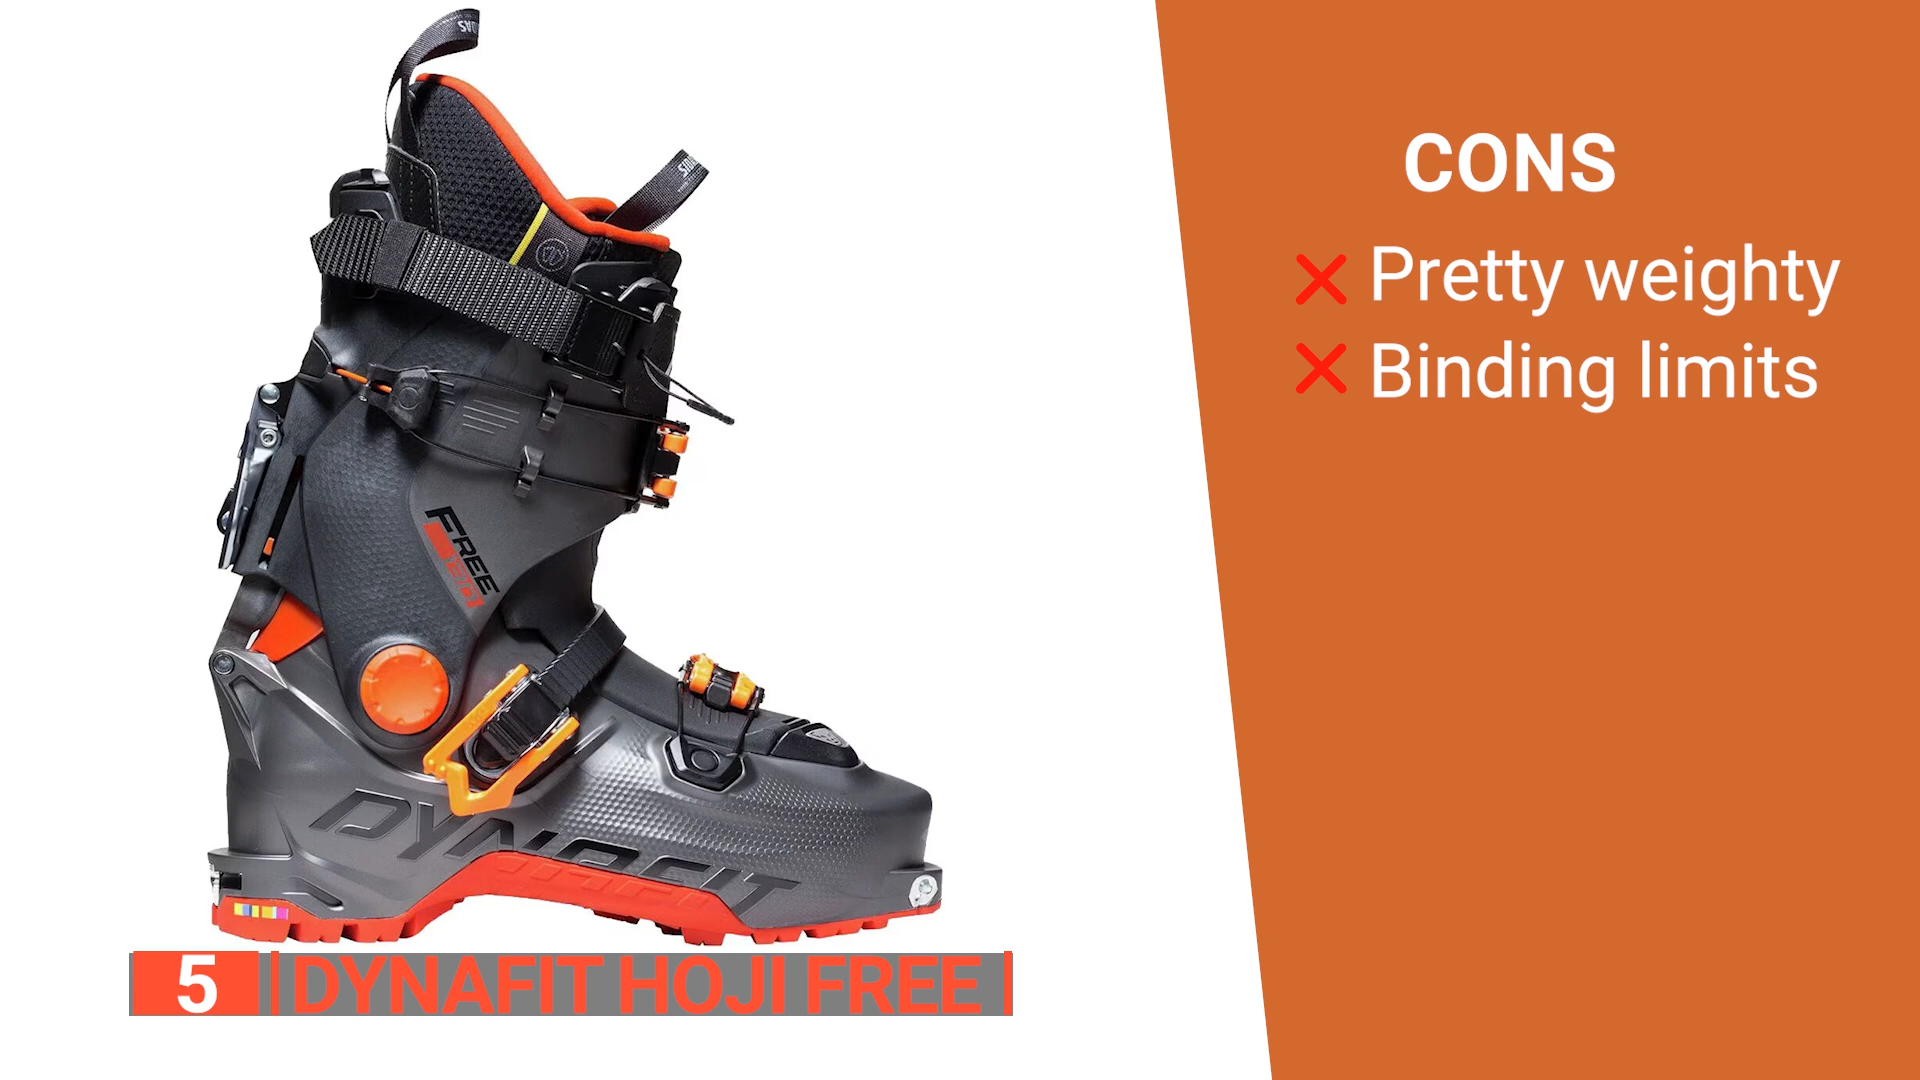 CONS
Pretty weighty
Binding limits
FREE
DYNAFIT
5 DYNAFIT HOJI FREE